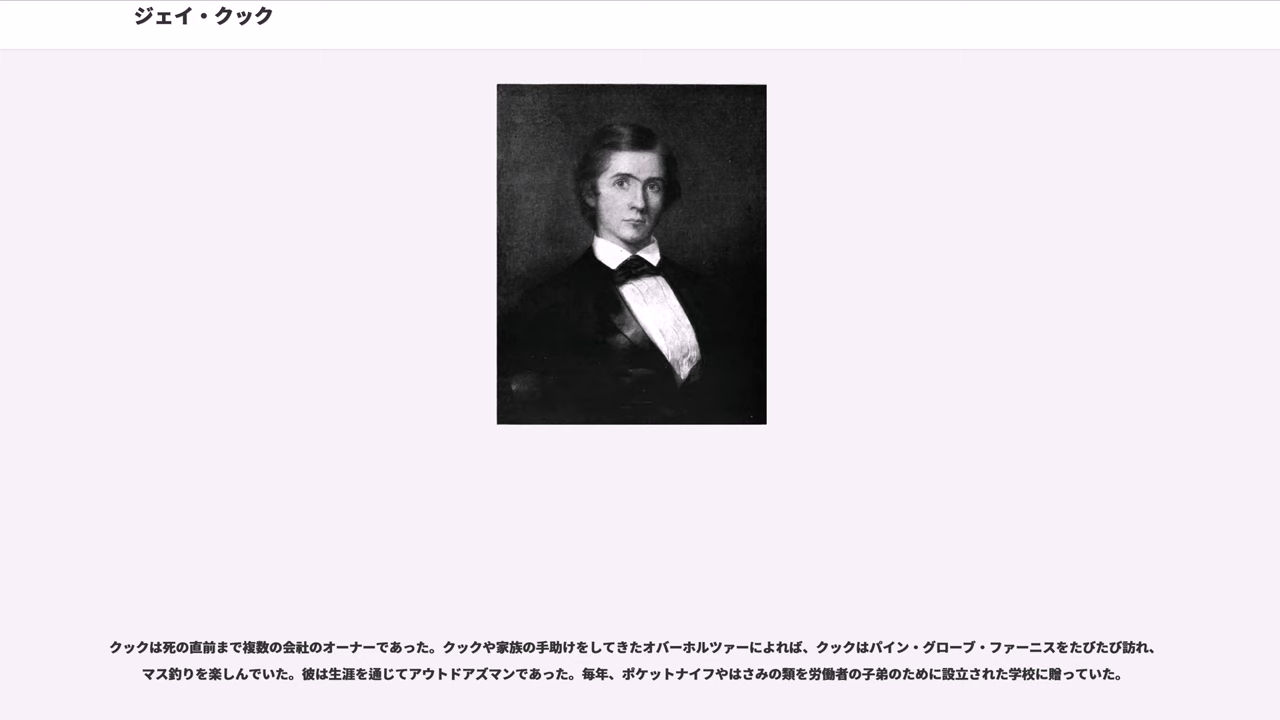 ジェイ・クック
クックは死の直前まで複数の会社のオーナーであった。クックや家族の手助けをしてきたオバーホルツァーによれば、クックはパイン・グローブ・ファーニスをたびたび訪れ、
マス釣りを楽しんでいた。彼は生涯を通じてアウトドアズマンであった。毎年、ポケットナイフやはさみの類を労働者の子弟のために設立された学校に贈っていた。